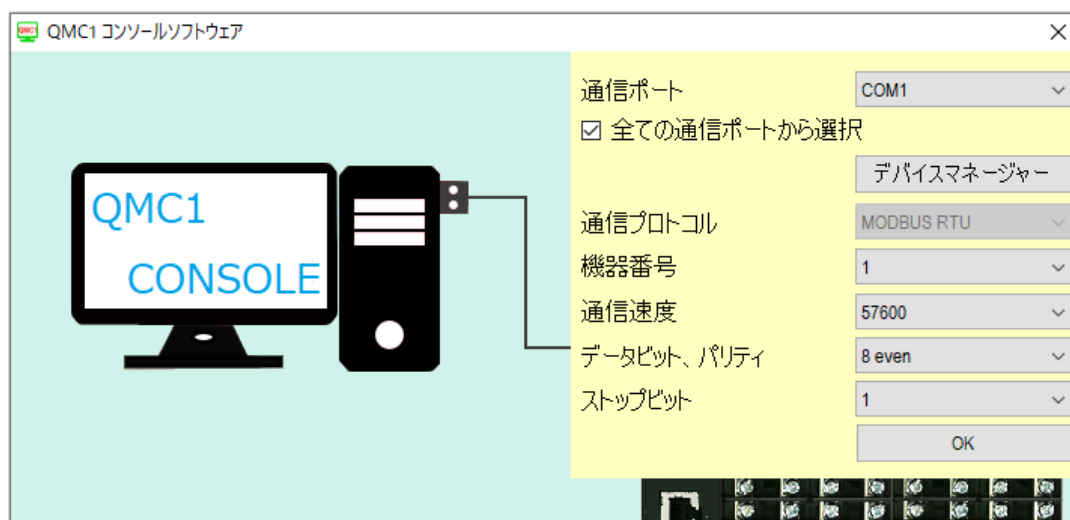 QMC1 コンソールソフトウェア
通信ポート COM1
全ての通信ポートから選択
デバイスマネージャー
通信プロトコル MODBUS RTU
機器番号 1
通信速度 57600
データビット、パリティ 8 even
ストップビット 1
OK
QMC1
CONSOLE